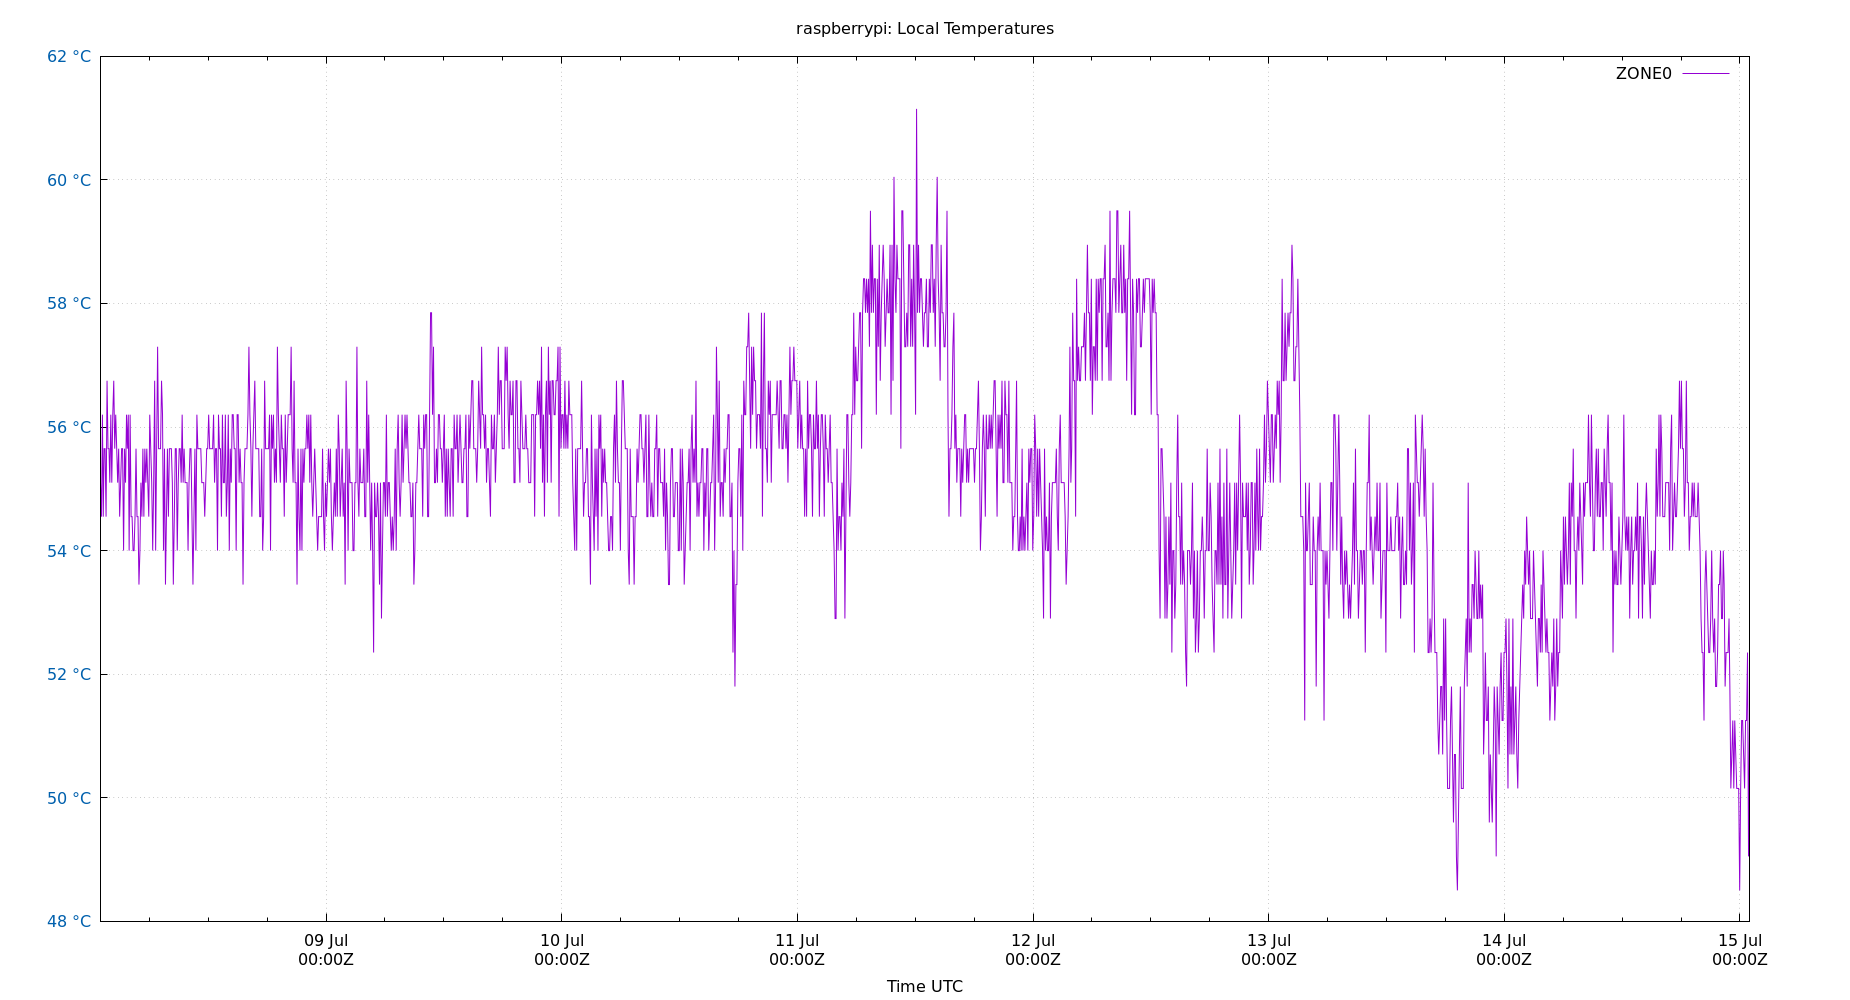 raspberrypi: Local Temperatures
62 °C
ZONE0
60 °C
58 °C
56 °C
54 °C
52 °C
50 °C
48 °C
09 Jul 10 Jul 11 Jul 12 Jul 13 Jul 14 Jul 15 Jul
00:00Z 00:00Z 00:00Z 00:00Z 00:00Z 00:00Z 00:00Z
Time UTC